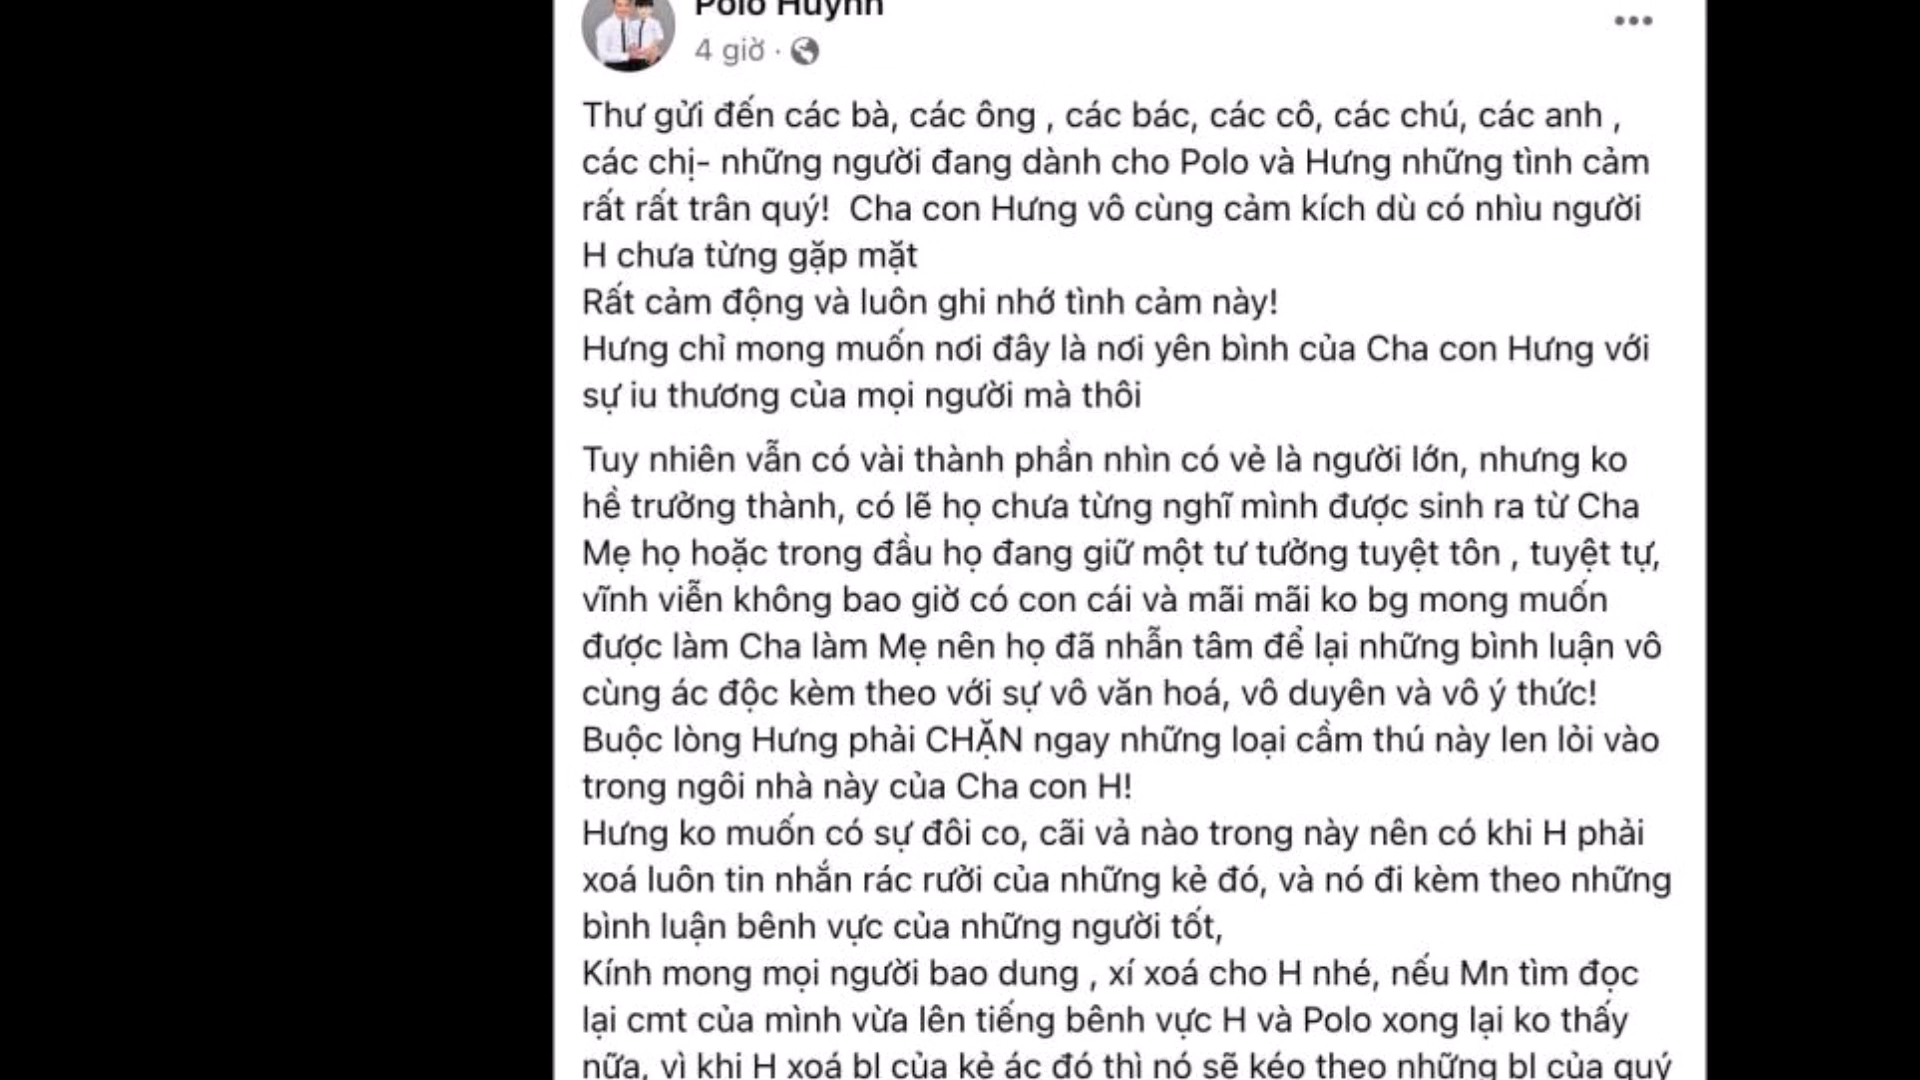 Polo Huỳnh
4 giờ ·
Thư gửi đến các bà, các ông , các bác, các cô, các chú, các anh ,
các chị- những người đang dành cho Polo và Hưng những tình cảm
rất rất trân quý! Cha con Hưng vô cùng cảm kích dù có nhìu người
H chưa từng gặp mặt
Rất cảm động và luôn ghi nhớ tình cảm này!
Hưng chỉ mong muốn nơi đây là nơi yên bình của Cha con Hưng với
sự iu thương của mọi người mà thôi
Tuy nhiên vẫn có vài thành phần nhìn có vẻ là người lớn, nhưng ko
hề trưởng thành, có lẽ họ chưa từng nghĩ mình được sinh ra từ Cha
Mẹ họ hoặc trong đầu họ đang giữ một tư tưởng tuyệt tôn , tuyệt tự,
vĩnh viễn không bao giờ có con cái và mãi mãi ko bg mong muốn
được làm Cha làm Mẹ nên họ đã nhẫn tâm để lại những bình luận vô
cùng ác độc kèm theo với sự vô văn hoá, vô duyên và vô ý thức!
Buộc lòng Hưng phải CHẶN ngay những loại cầm thú này len lỏi vào
trong ngôi nhà này của Cha con H!
Hưng ko muốn có sự đôi co, cãi vả nào trong này nên có khi H phải
xoá luôn tin nhắn rác rưởi của những kẻ đó, và nó đi kèm theo những
bình luận bênh vực của những người tốt,
Kính mong mọi người bao dung , xí xoá cho H nhé, nếu Mn tìm đọc
lại cmt của mình vừa lên tiếng bênh vực H và Polo xong lại ko thấy
nữa, vì khi H xoá bl của kẻ ác đó thì nó sẽ kéo theo những bl của quý